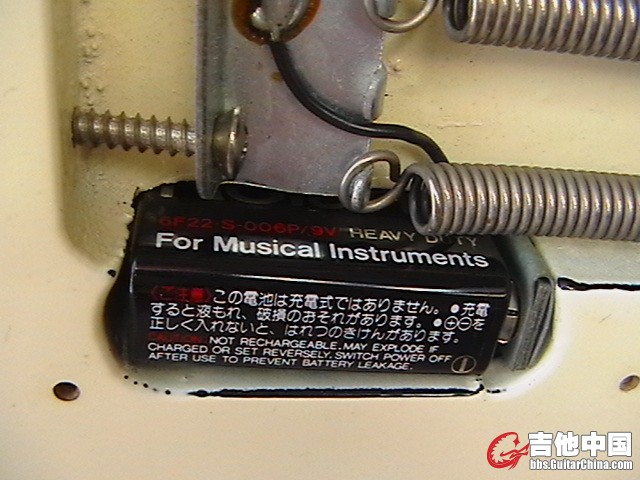 6F22·S-006P/9V HEAVY DUTY
For Musical Instruments
〈ご注意〉この電池は充電式ではありません。●充電
すると液もれ、破損のおそれがあります。●⊕⊖を
正しく入れないと、はれつのきけんがあります。
CAUTION: NOT RECHARGEABLE. MAY EXPLODE IF
CHARGED OR SET REVERSELY. SWITCH POWER OFF
AFTER USE TO PREVENT BATTERY LEAKAGE.
吉他中国
bbs.GuitarChina.com